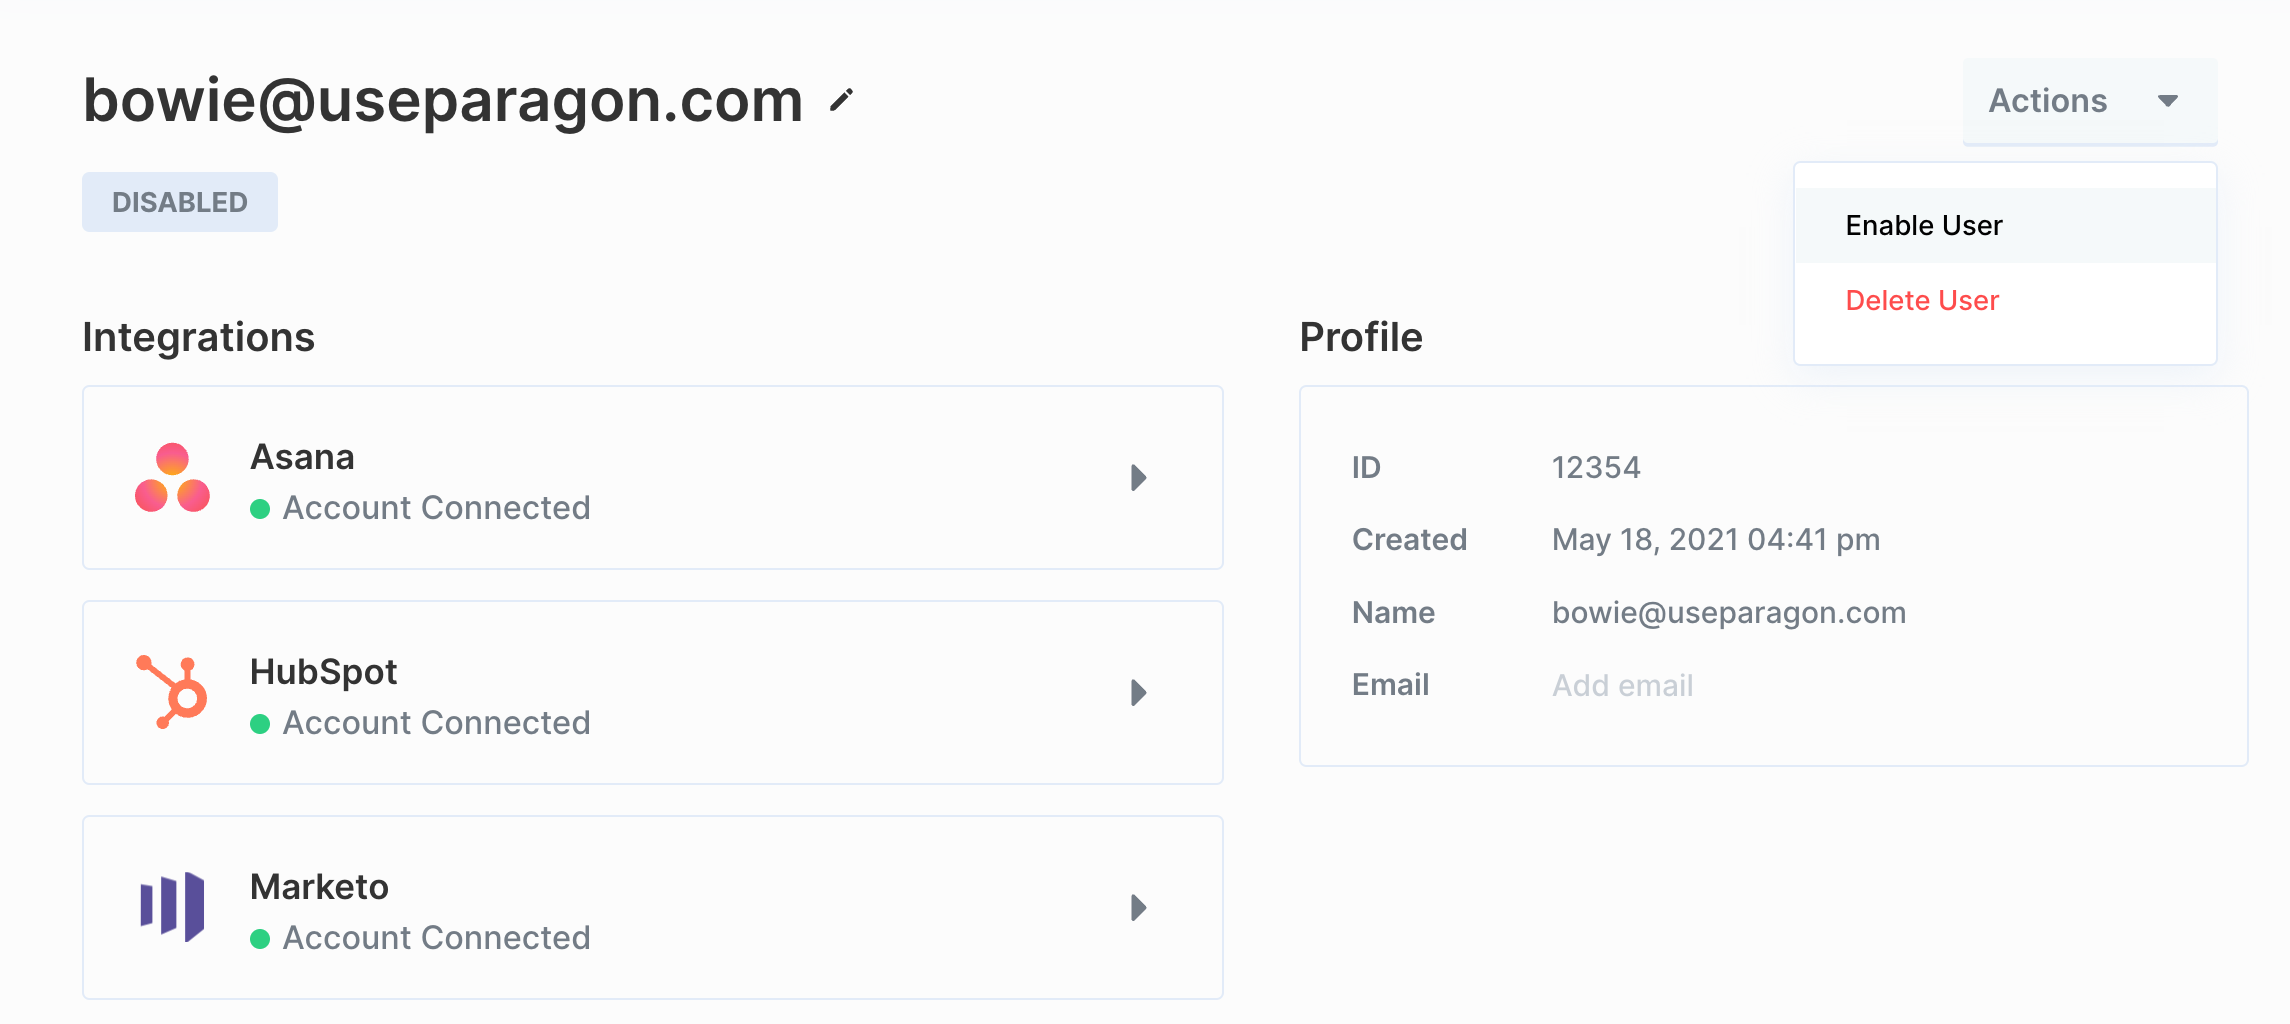 bowie@useparagon.com
Actions
DISABLED
Enable User
Delete User
Integrations
Asana
Account Connected
HubSpot
Account Connected
Marketo
Account Connected
Profile
ID 12354
Created May 18, 2021 04:41 pm
Name bowie@useparagon.com
Email Add email